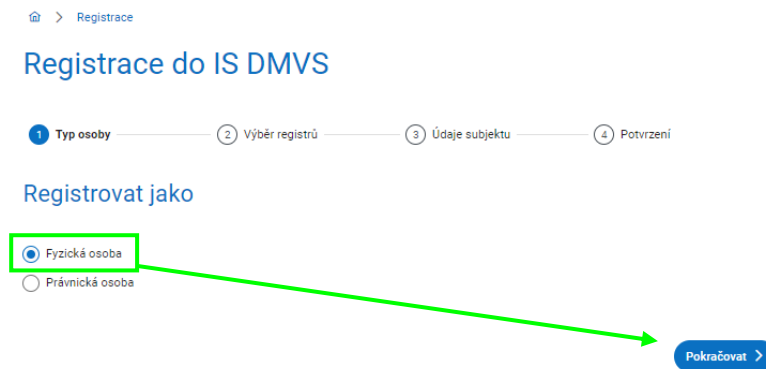 > Registrace
Registrace do IS DMVS
1 Typ osoby 2 Výběr registrů 3 Údaje subjektu 4 Potvrzení
Registrovat jako
Fyzická osoba
Právnická osoba
Pokračovat >